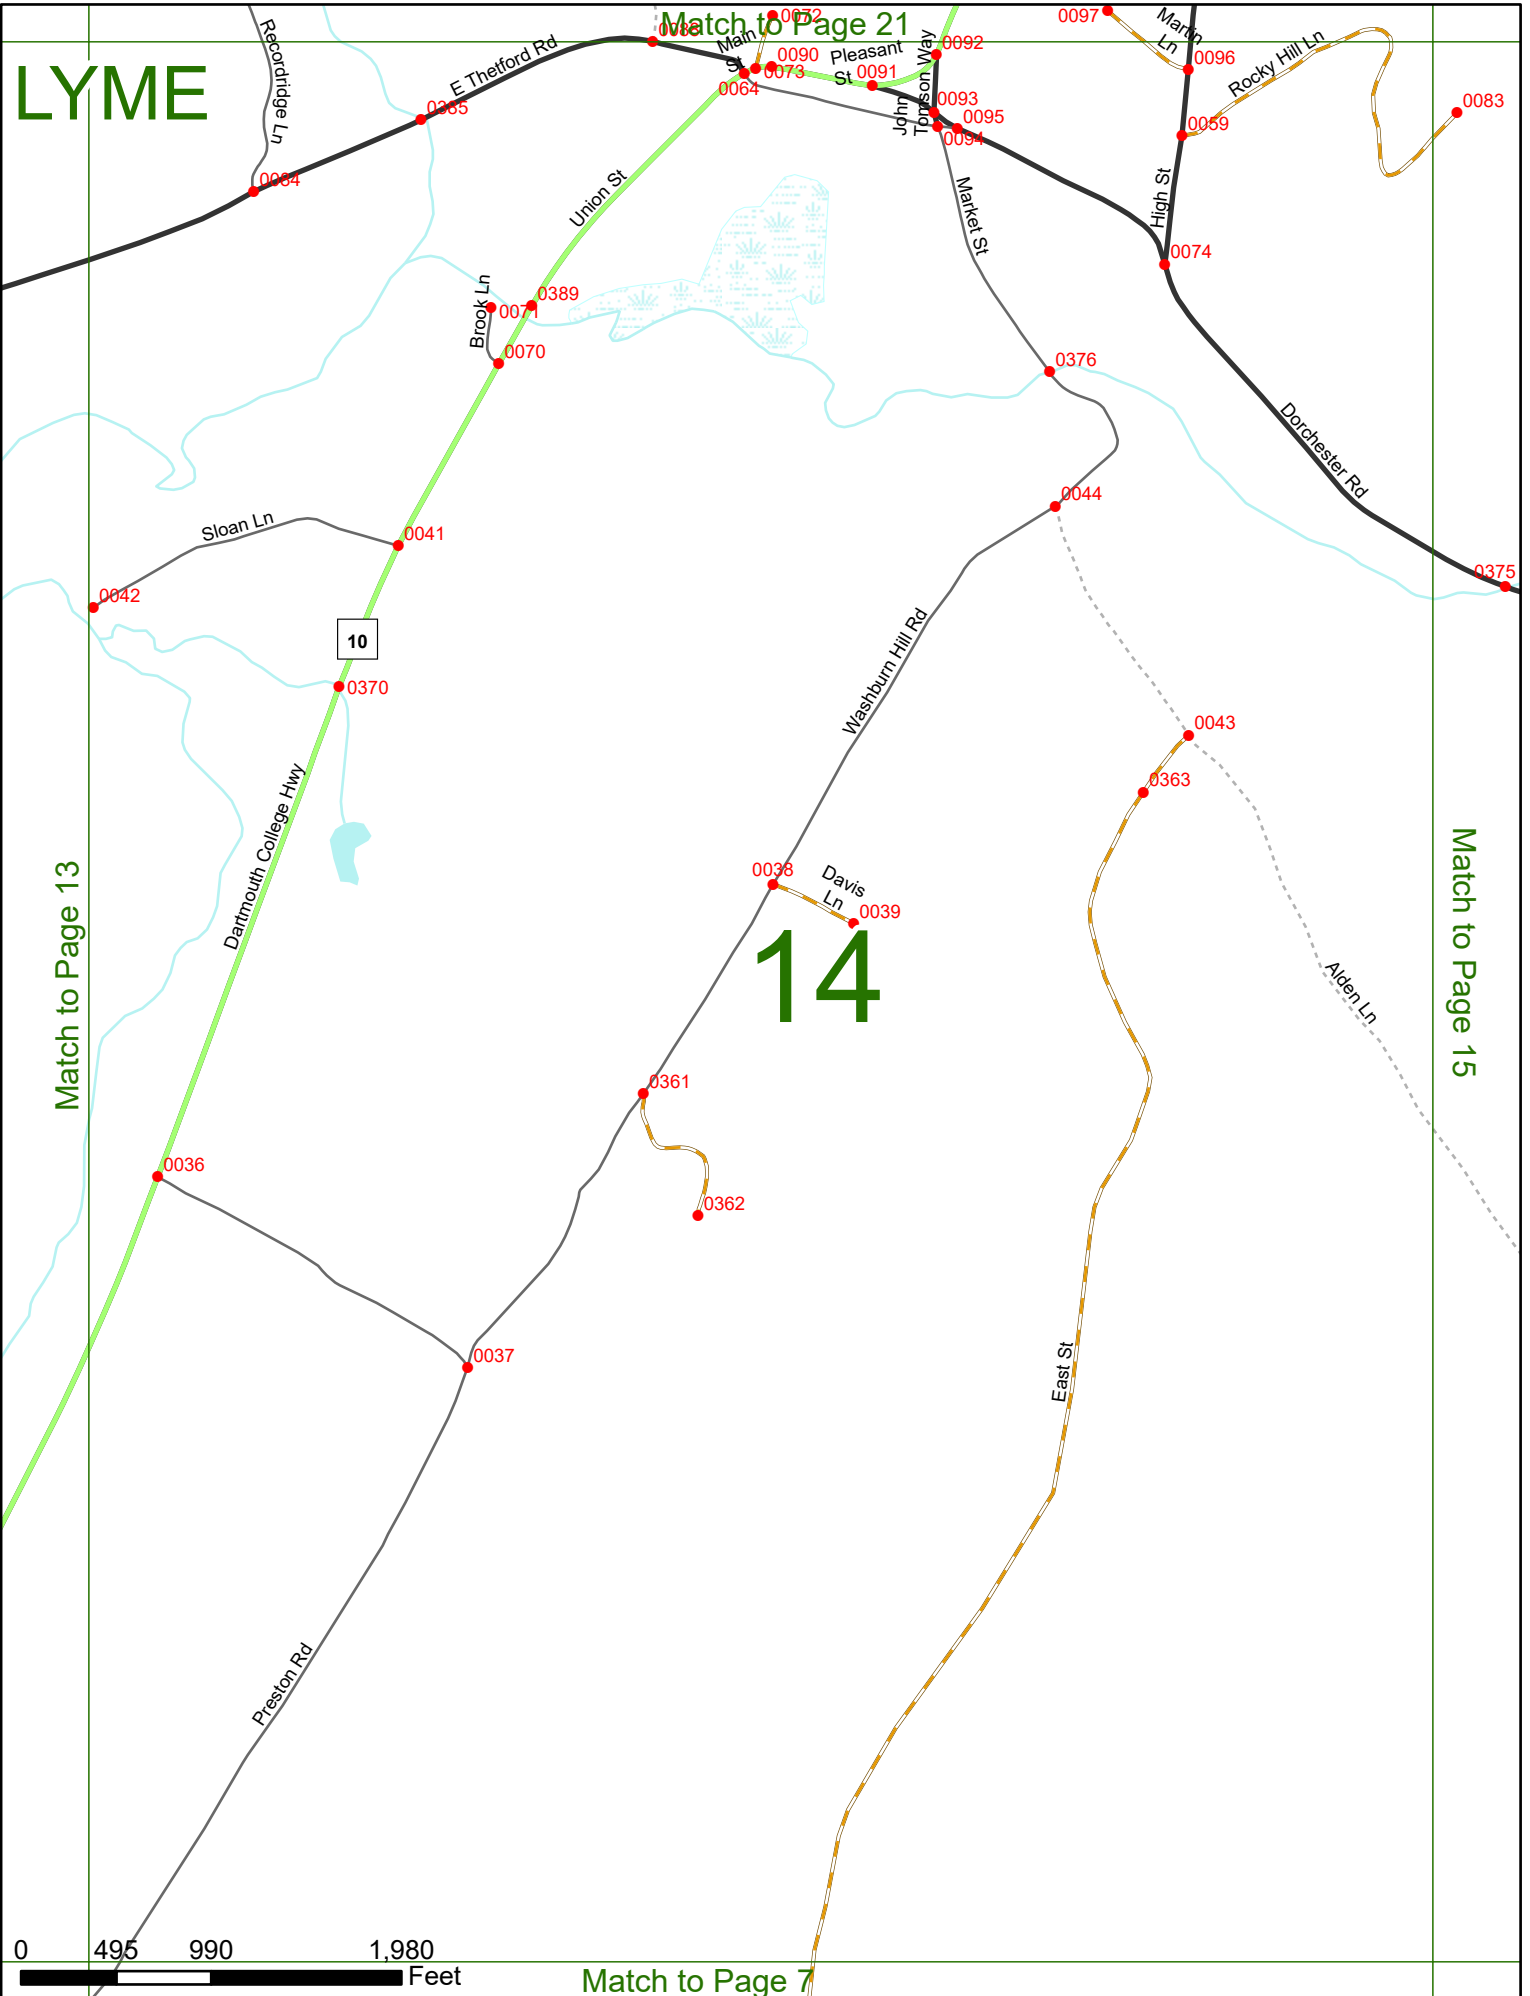 Match to Page 21
LYME
Recordridge Ln
E Thetford Rd
0088
Main
St
0072
0090
0073
0064
Pleasant
St
0091
0092
John
Tomson Way
0093
0095
0094
0097
Martin
Ln
0096
Rocky Hill Ln
0083
0059
0385
0084
Union St
Market St
High St
0074
Brook Ln
0071
0389
0070
0376
Dorchester Rd
0375
0044
Sloan Ln
0041
0042
10
0370
Washburn Hill Rd
0043
0363
Dartmouth College Hwy
Match to Page 13
0038
Davis
Ln
0039
14
Match to Page 15
Alden Ln
0361
0362
0036
0037
East St
Preston Rd
0 495 990 1,980
Feet
Match to Page 7